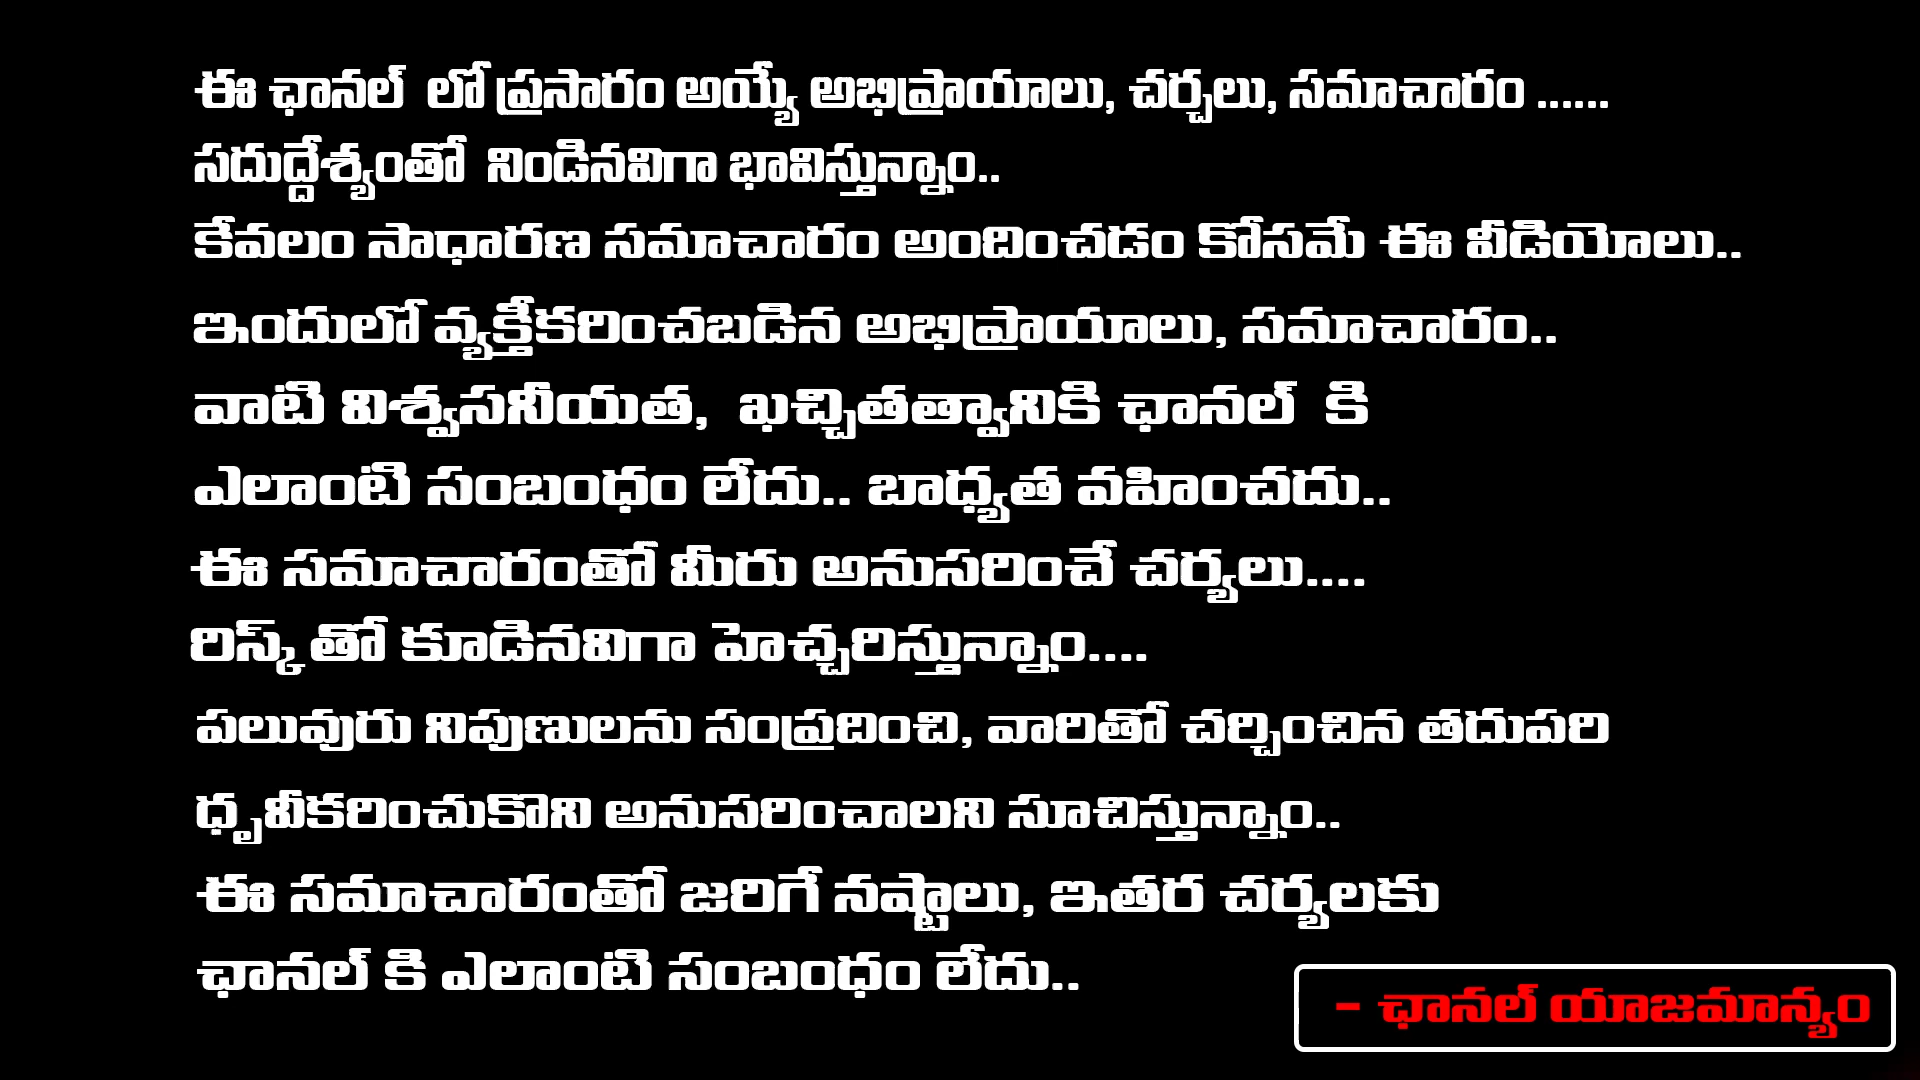 ఈ ఛానల్ లో ప్రసారం అయ్యే అభిప్రాయాలు, చర్చలు, సమాచారం ......
సదుద్దేశ్యంతో నిండినవిగా భావిస్తున్నాం..
కేవలం సాధారణ సమాచారం అందించడం కోసమే ఈ వీడియోలు..
ఇందులో వ్యక్తీకరించబడిన అభిప్రాయాలు, సమాచారం..
వాటి విశ్వసనీయత, ఖచ్చితత్వానికి ఛానల్ కి
ఎలాంటి సంబంధం లేదు.. బాధ్యత వహించదు..
ఈ సమాచారంతో మీరు అనుసరించే చర్యలు....
రిస్క్ తో కూడినవిగా హెచ్చరిస్తున్నాం....
పలువురు నిపుణులను సంప్రదించి, వారితో చర్చించిన తదుపరి
ధృవీకరించుకొని అనుసరించాలని సూచిస్తున్నాం..
ఈ సమాచారంతో జరిగే నష్టాలు, ఇతర చర్యలకు
ఛానల్ కి ఎలాంటి సంబంధం లేదు..
- ఛానల్ యాజమాన్యం